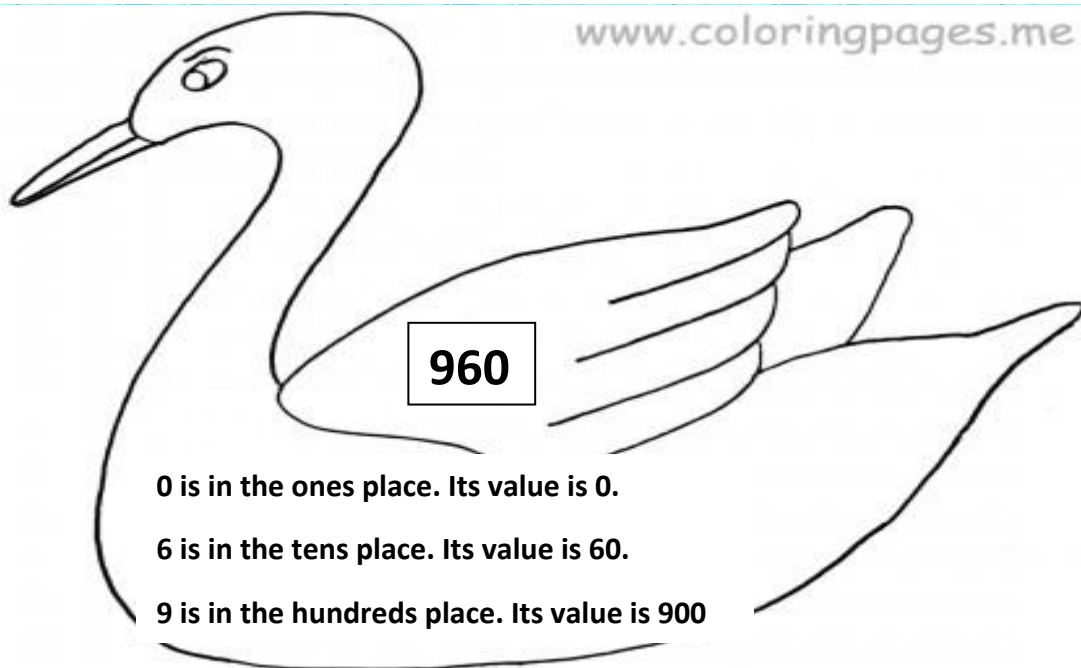 www.coloringpages.me
960
0 is in the ones place. Its value is 0.
6 is in the tens place. Its value is 60.
9 is in the hundreds place. Its value is 900